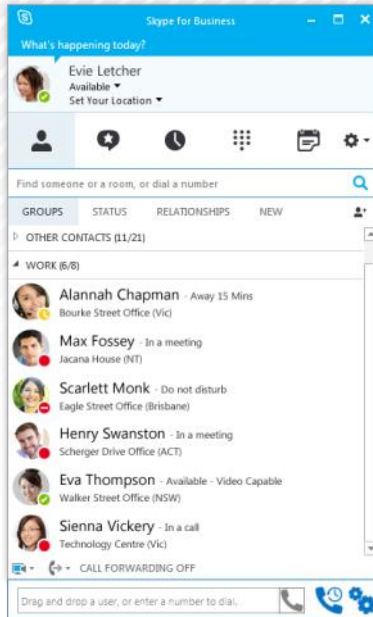 Skype for Business
What's happening today?
Evie Letcher
Available
Set Your Location
Find someone or a room, or dial a number
GROUPS STATUS RELATIONSHIPS NEW
OTHER CONTACTS (11/21)
WORK (6/8)
Alannah Chapman - Away 15 Mins
Bourke Street Office (Vic)
Max Fossey - In a meeting
Jacana House (NT)
Scarlett Monk - Do not disturb
Eagle Street Office (Brisbane)
Henry Swanston - In a meeting
Scherger Drive Office (ACT)
Eva Thompson - Available - Video Capable
Walker Street Office (NSW)
Sienna Vickery - In a call
Technology Centre (Vic)
CALL FORWARDING OFF
Drag and drop a user, or enter a number to dial.